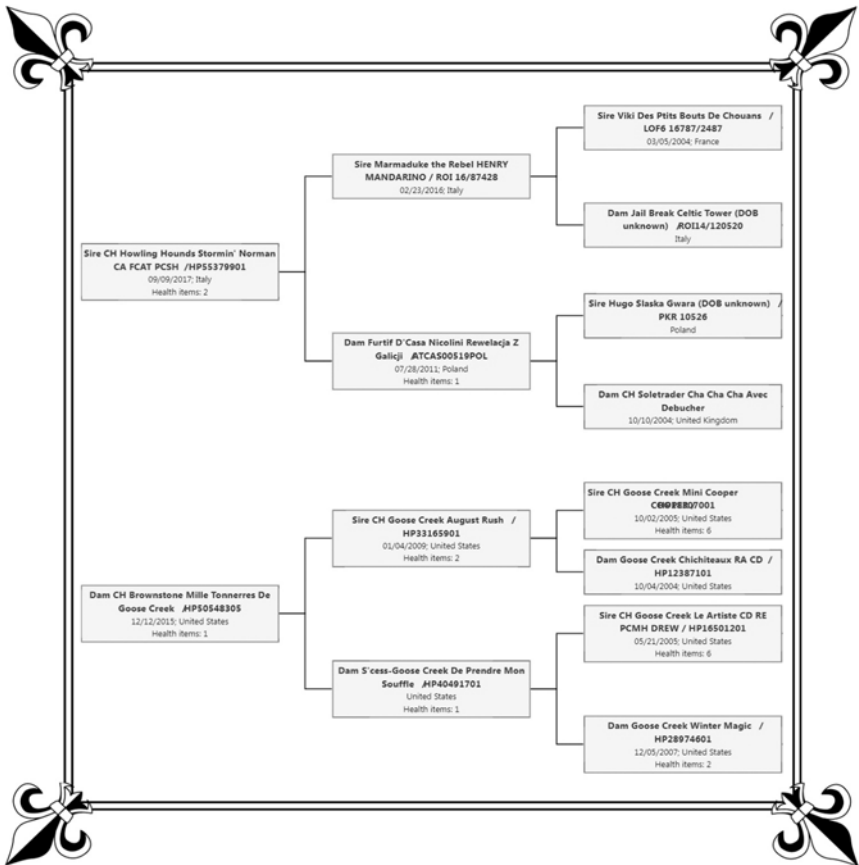 Sire Viki Des Ptits Bouts De Chouans /
LOF6 16787/2487
03/05/2004; France
Sire Marmaduke the Rebel HENRY
MANDARINO / ROI 16/87428
02/23/2016; Italy
Dam Jail Break Celtic Tower (DOB
unknown) /ROI14/120520
Italy
Sire CH Howling Hounds Stormin' Norman
CA FCAT PCSH /HP55379901
09/09/2017; Italy
Health items: 2
Sire Hugo Slaska Gwara (DOB unknown) /
PKR 10526
Poland
Dam Furtif D'Casa Nicolini Rewelacja Z
Galicji /ATCAS00519POL
07/28/2011; Poland
Health items: 1
Dam CH Soletrader Cha Cha Cha Avec
Debucher
10/10/2004; United Kingdom
Sire CH Goose Creek Mini Cooper
10/02/2005; United States
Health items: 6
Sire CH Goose Creek August Rush /
HP33165901
01/04/2009; United States
Health items: 2
Dam Goose Creek Chichiteaux RA CD /
HP12387101
10/04/2004; United States
Dam CH Brownstone Mille Tonnerres De
Goose Creek /HP50548305
12/12/2015; United States
Health items: 1
Sire CH Goose Creek Le Artiste CD RE
PCMH DREW / HP16501201
05/21/2005; United States
Health items: 6
Dam S'cess-Goose Creek De Prendre Mon
Souffle /HP40491701
United States
Health items: 1
Dam Goose Creek Winter Magic /
HP28974601
12/05/2007; United States
Health items: 2